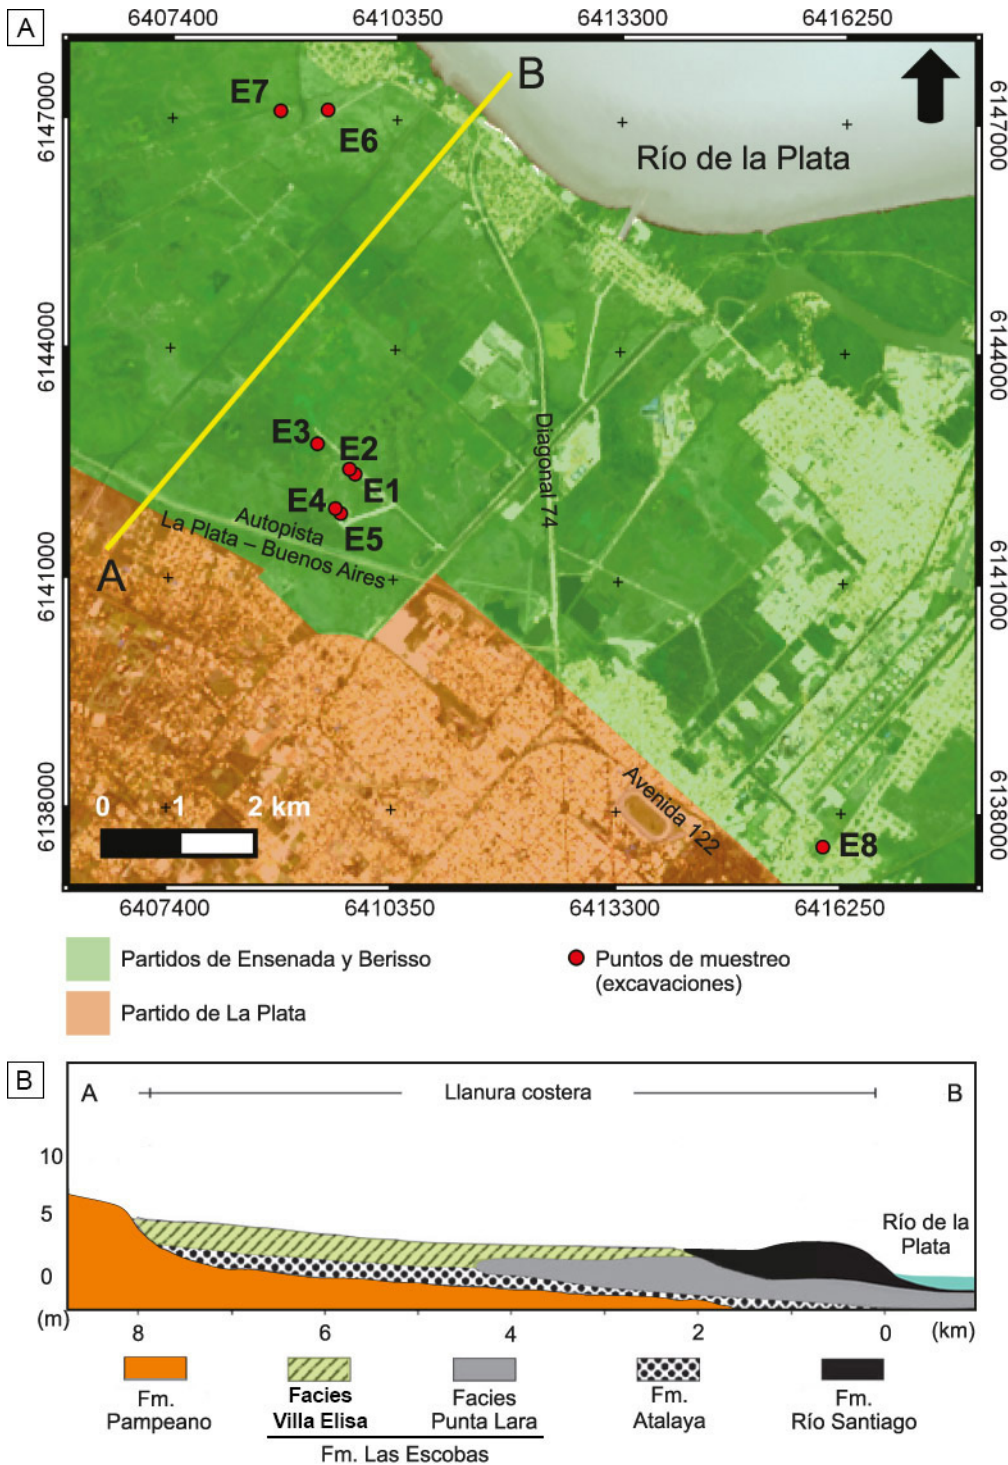 A
6407400 6410350 6413300 6416250
6147000
6144000
6141000
6138000
6147000
6144000
6141000
6138000
B
E7
E6
Río de la Plata
E3
E2
E1
E4
E5
Diagonal 74
Autopista
La Plata – Buenos Aires
A
0 1 2 km
Avenida 122
E8
6407400 6410350 6413300 6416250
Partidos de Ensenada y Berisso
Partido de La Plata
Puntos de muestreo
(excavaciones)
B
A Llanura costera B
10
5
0
(m)
Río de la
Plata
8 6 4 2 0 (km)
Fm.
Pampeano
Facies
Villa Elisa
Facies
Punta Lara
Fm. Las Escobas
Fm.
Atalaya
Fm.
Río Santiago